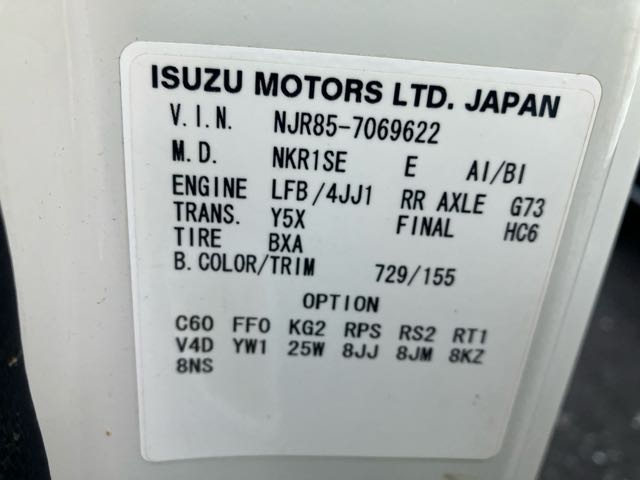 ISUZU MOTORS LTD. JAPAN
V.I.N. NJR85-7069622
M.D. NKR1SE E AI/BI
ENGINE LFB/4JJ1 RR AXLE G73
TRANS. Y5X FINAL HC6
TIRE BXA
B.COLOR/TRIM 729/155
OPTION
C60 FF0 KG2 RPS RS2 RT1
V4D YW1 25W 8JJ 8JM 8KZ
8NS